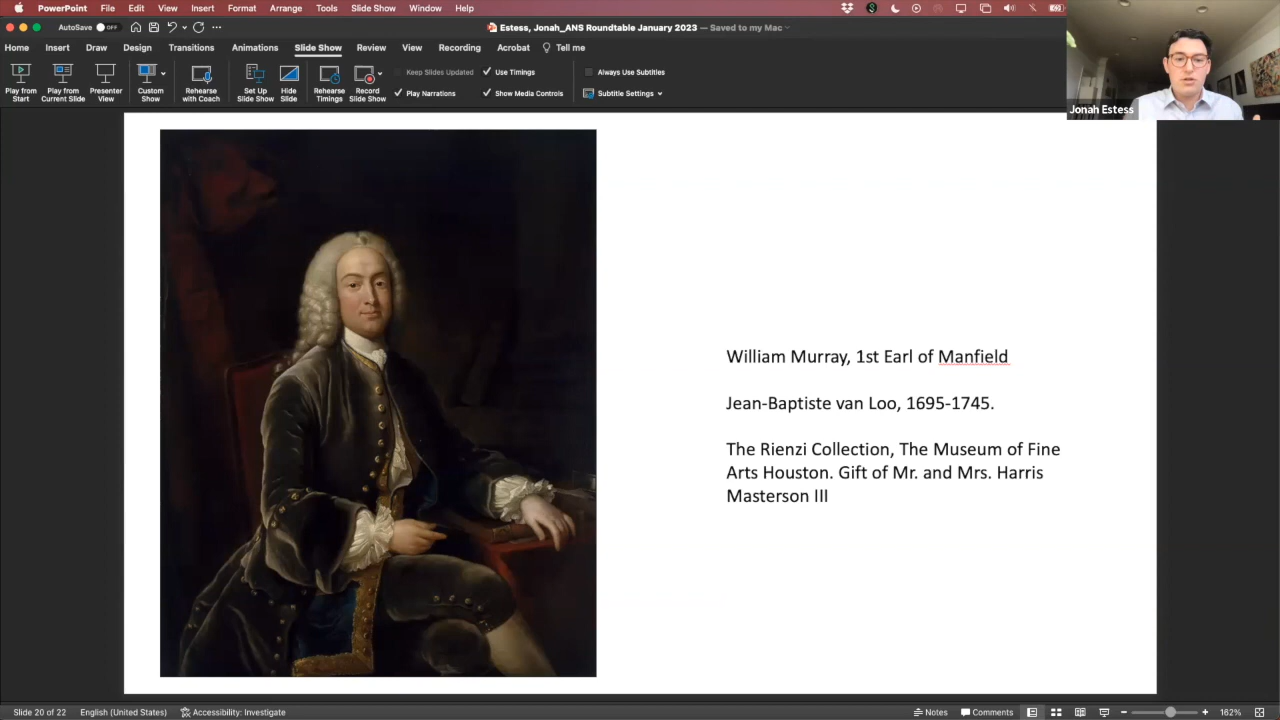 PowerPoint File Edit View Insert Format Arrange Tools Slide Show Window Help
AutoSave OFF
Estess, Jonah_ANS Roundtable January 2023 — Saved to my Mac
Home Insert Draw Design Transitions Animations Slide Show Review View Recording Acrobat Tell me
Play from Start
Play from Current Slide
Presenter View
Custom Show
Rehearse with Coach
Set Up Slide Show
Hide Slide
Rehearse Timings
Record Slide Show
Keep Slides Updated
Play Narrations
Use Timings
Show Media Controls
Always Use Subtitles
Subtitle Settings
Jonah Estess
William Murray, 1st Earl of Manfield
Jean-Baptiste van Loo, 1695-1745.
The Rienzi Collection, The Museum of Fine
Arts Houston. Gift of Mr. and Mrs. Harris
Masterson III
Slide 20 of 22 English (United States) Accessibility: Investigate Notes Comments 162%